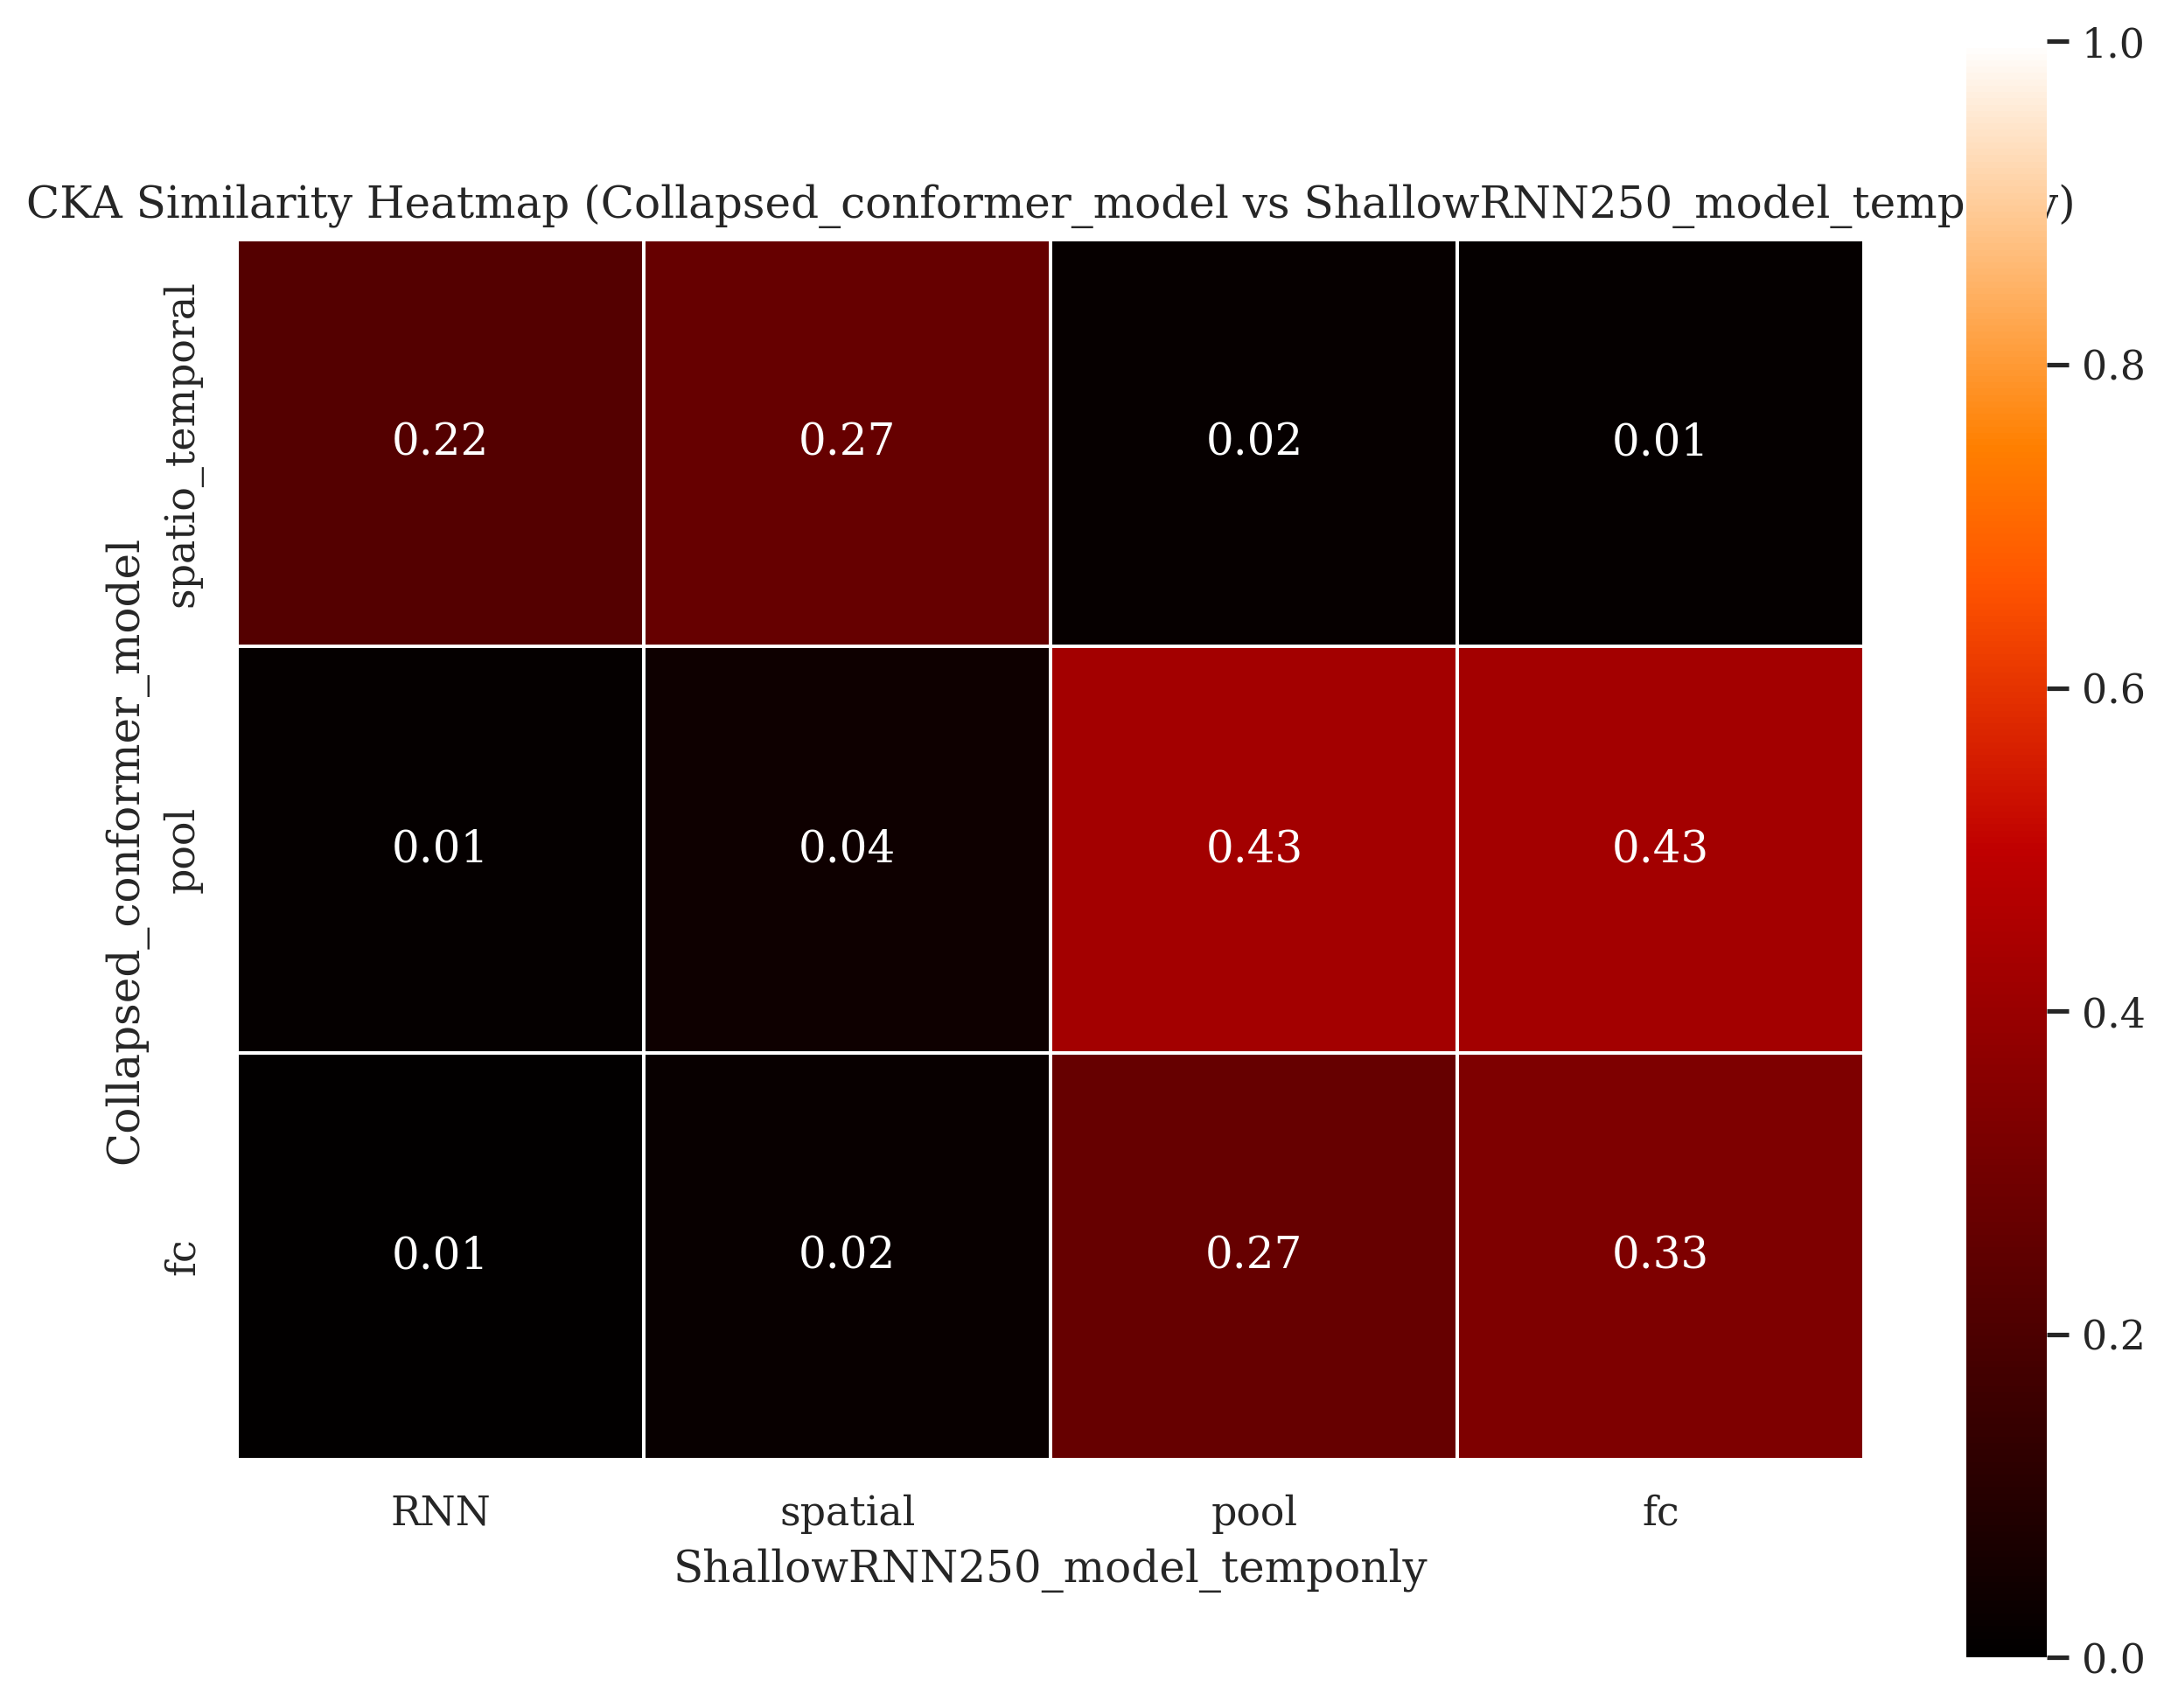 CKA Similarity Heatmap (Collapsed_conformer_model vs ShallowRNN250_model_temp y)
Collapsed_conformer_model
spatio_temporal
0.22 0.27 0.02 0.01
pool
0.01 0.04 0.43 0.43
fc
0.01 0.02 0.27 0.33
RNN spatial pool fc
ShallowRNN250_model_temponly
1.0
0.8
0.6
0.4
0.2
0.0